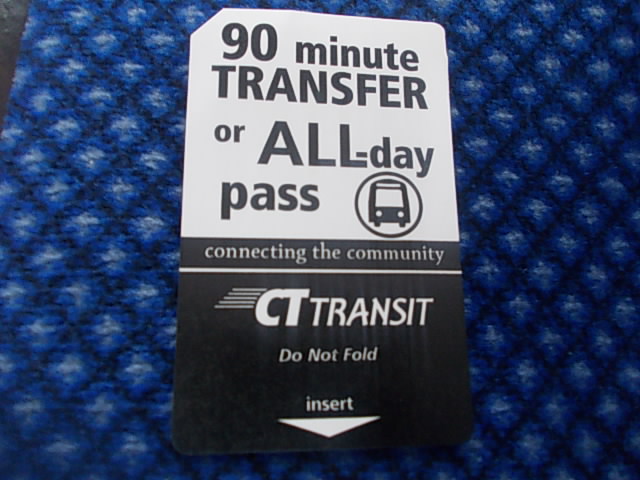 90 minute
TRANSFER
or ALL-day
pass
connecting the community
CT TRANSIT
Do Not Fold
insert